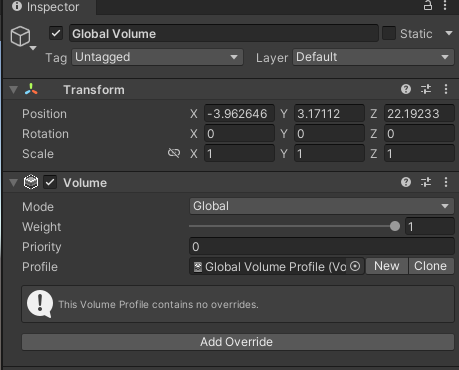 Inspector
Global Volume Static
Tag Untagged Layer Default
Transform
Position X -3.962646 Y 3.17112 Z 22.19233
Rotation X 0 Y 0 Z 0
Scale X 1 Y 1 Z 1
Volume
Mode Global
Weight 1
Priority 0
Profile Global Volume Profile (Vo New Clone
This Volume Profile contains no overrides.
Add Override